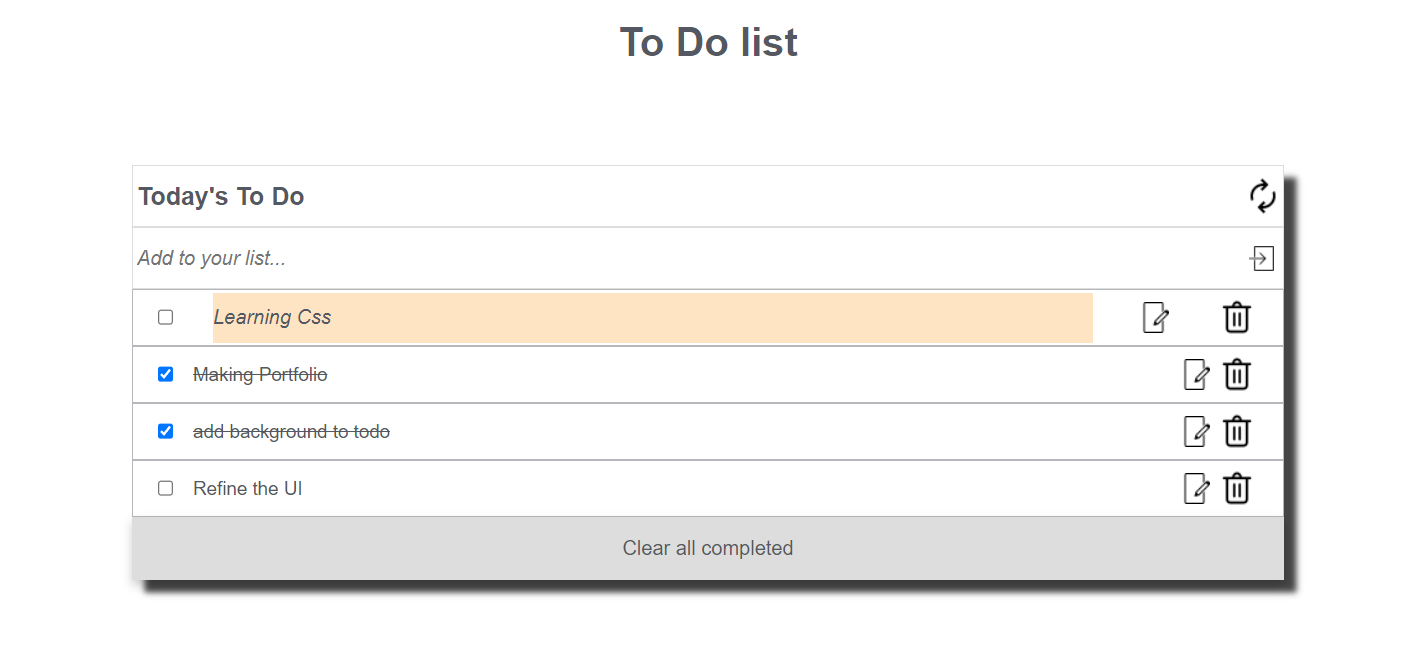 To Do list
Today's To Do
Add to your list...
Learning Css
Making Portfolio
add background to todo
Refine the UI
Clear all completed